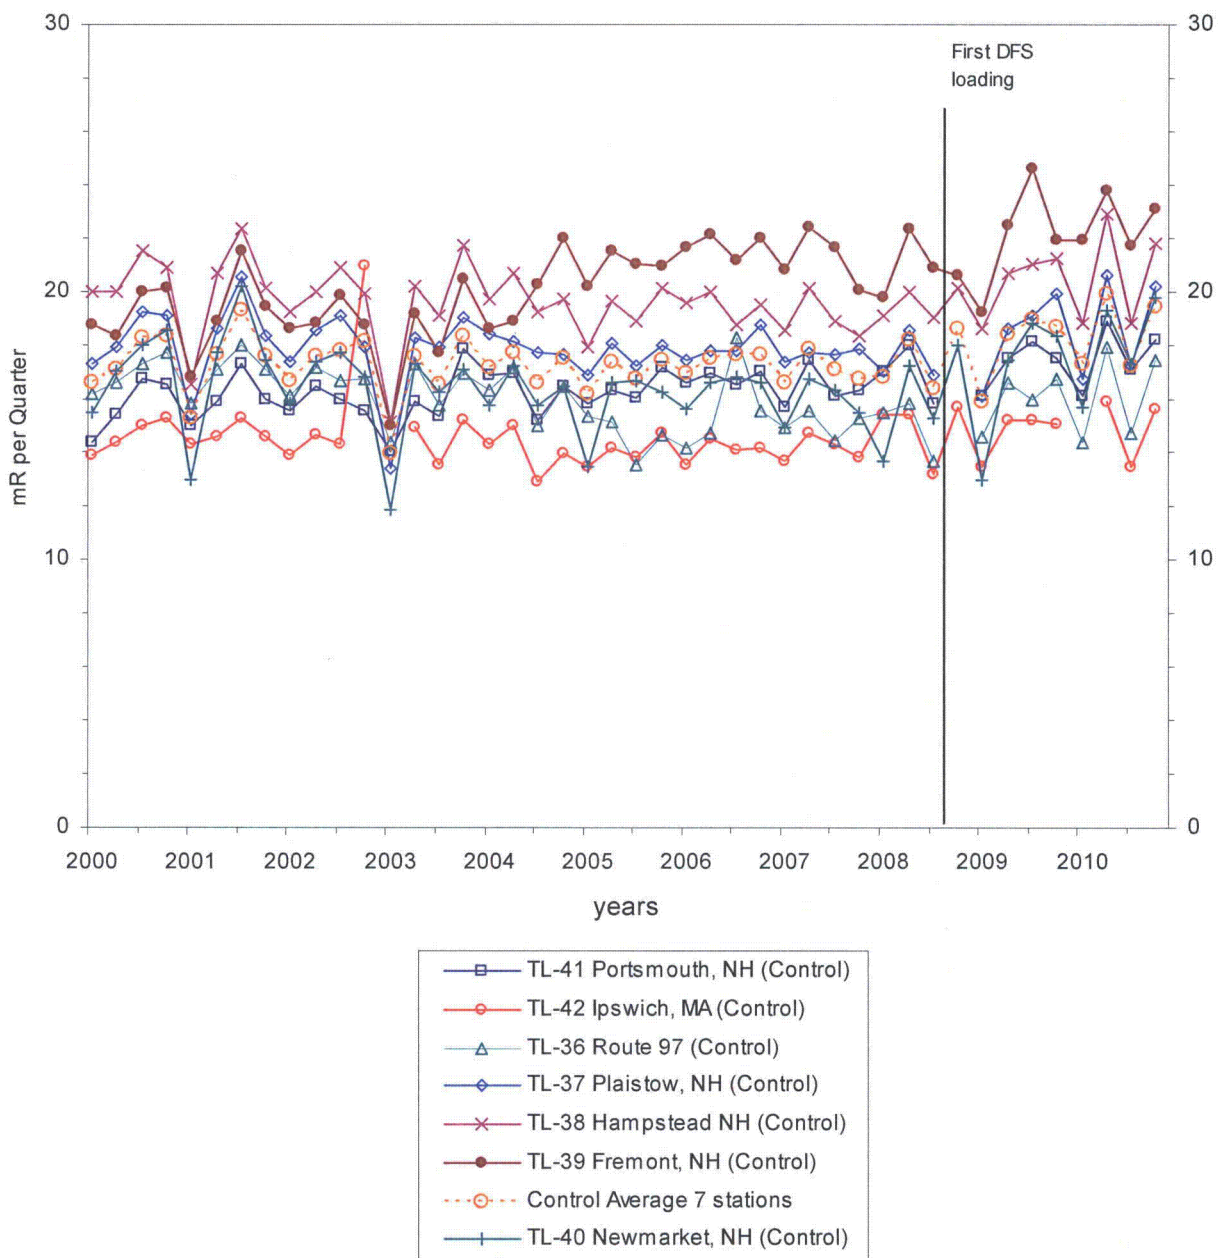 30
30
First DFS
loading
20
20
mR per Quarter
10
10
0
0
2000 2001 2002 2003 2004 2005 2006 2007 2008 2009 2010
years
TL-41 Portsmouth, NH (Control)
TL-42 Ipswich, MA (Control)
TL-36 Route 97 (Control)
TL-37 Plaistow, NH (Control)
TL-38 Hampstead NH (Control)
TL-39 Fremont, NH (Control)
Control Average 7 stations
TL-40 Newmarket, NH (Control)